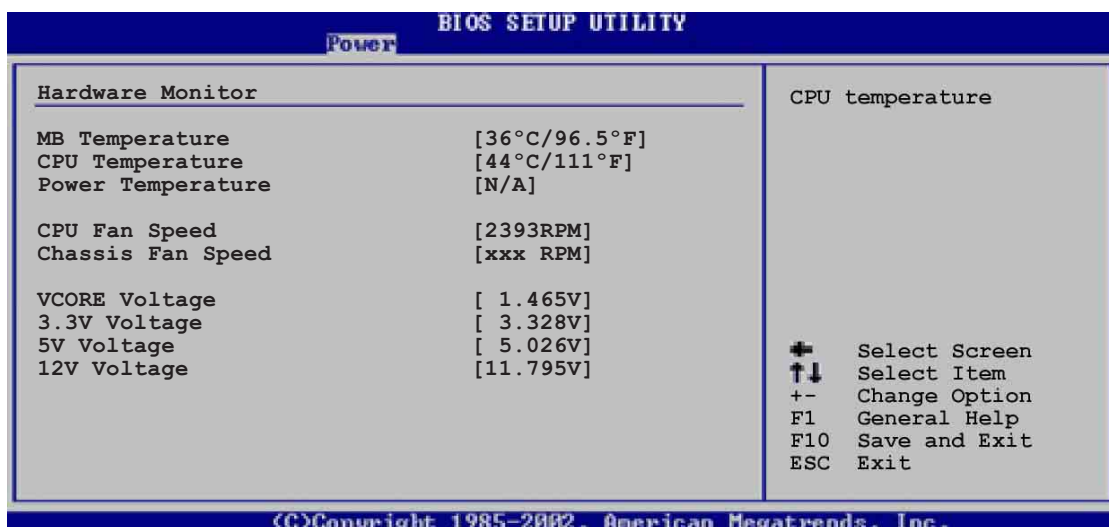 BIOS SETUP UTILITY
Power
Hardware Monitor
MB Temperature [36°C/96.5°F]
CPU Temperature [44°C/111°F]
Power Temperature [N/A]
CPU Fan Speed [2393RPM]
Chassis Fan Speed [xxx RPM]
VCORE Voltage [ 1.465V]
3.3V Voltage [ 3.328V]
5V Voltage [ 5.026V]
12V Voltage [11.795V]
CPU temperature
Select Screen
↑↓ Select Item
+- Change Option
F1 General Help
F10 Save and Exit
ESC Exit
(C)Copyright 1985-2002, American Megatrends, Inc.